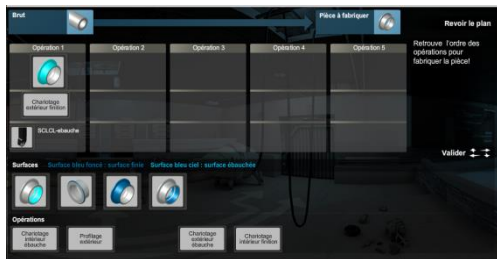 Brut
Pièce à fabriquer
Revoir le plan
Opération 1
Opération 2
Opération 3
Opération 4
Opération 5
Retrouve l'ordre des
opérations pour
fabriquer la pièce!
Chariotage
extérieur finition
SCLCL-ebauche
Valider
Surfaces
Surface bleu foncé : surface finie
Surface bleu ciel : surface ébauchée
Opérations
Chariotage
intérieur
ébauche
Profilage
extérieur
Chariotage
extérieur
ébauche
Chariotage
intérieur finition